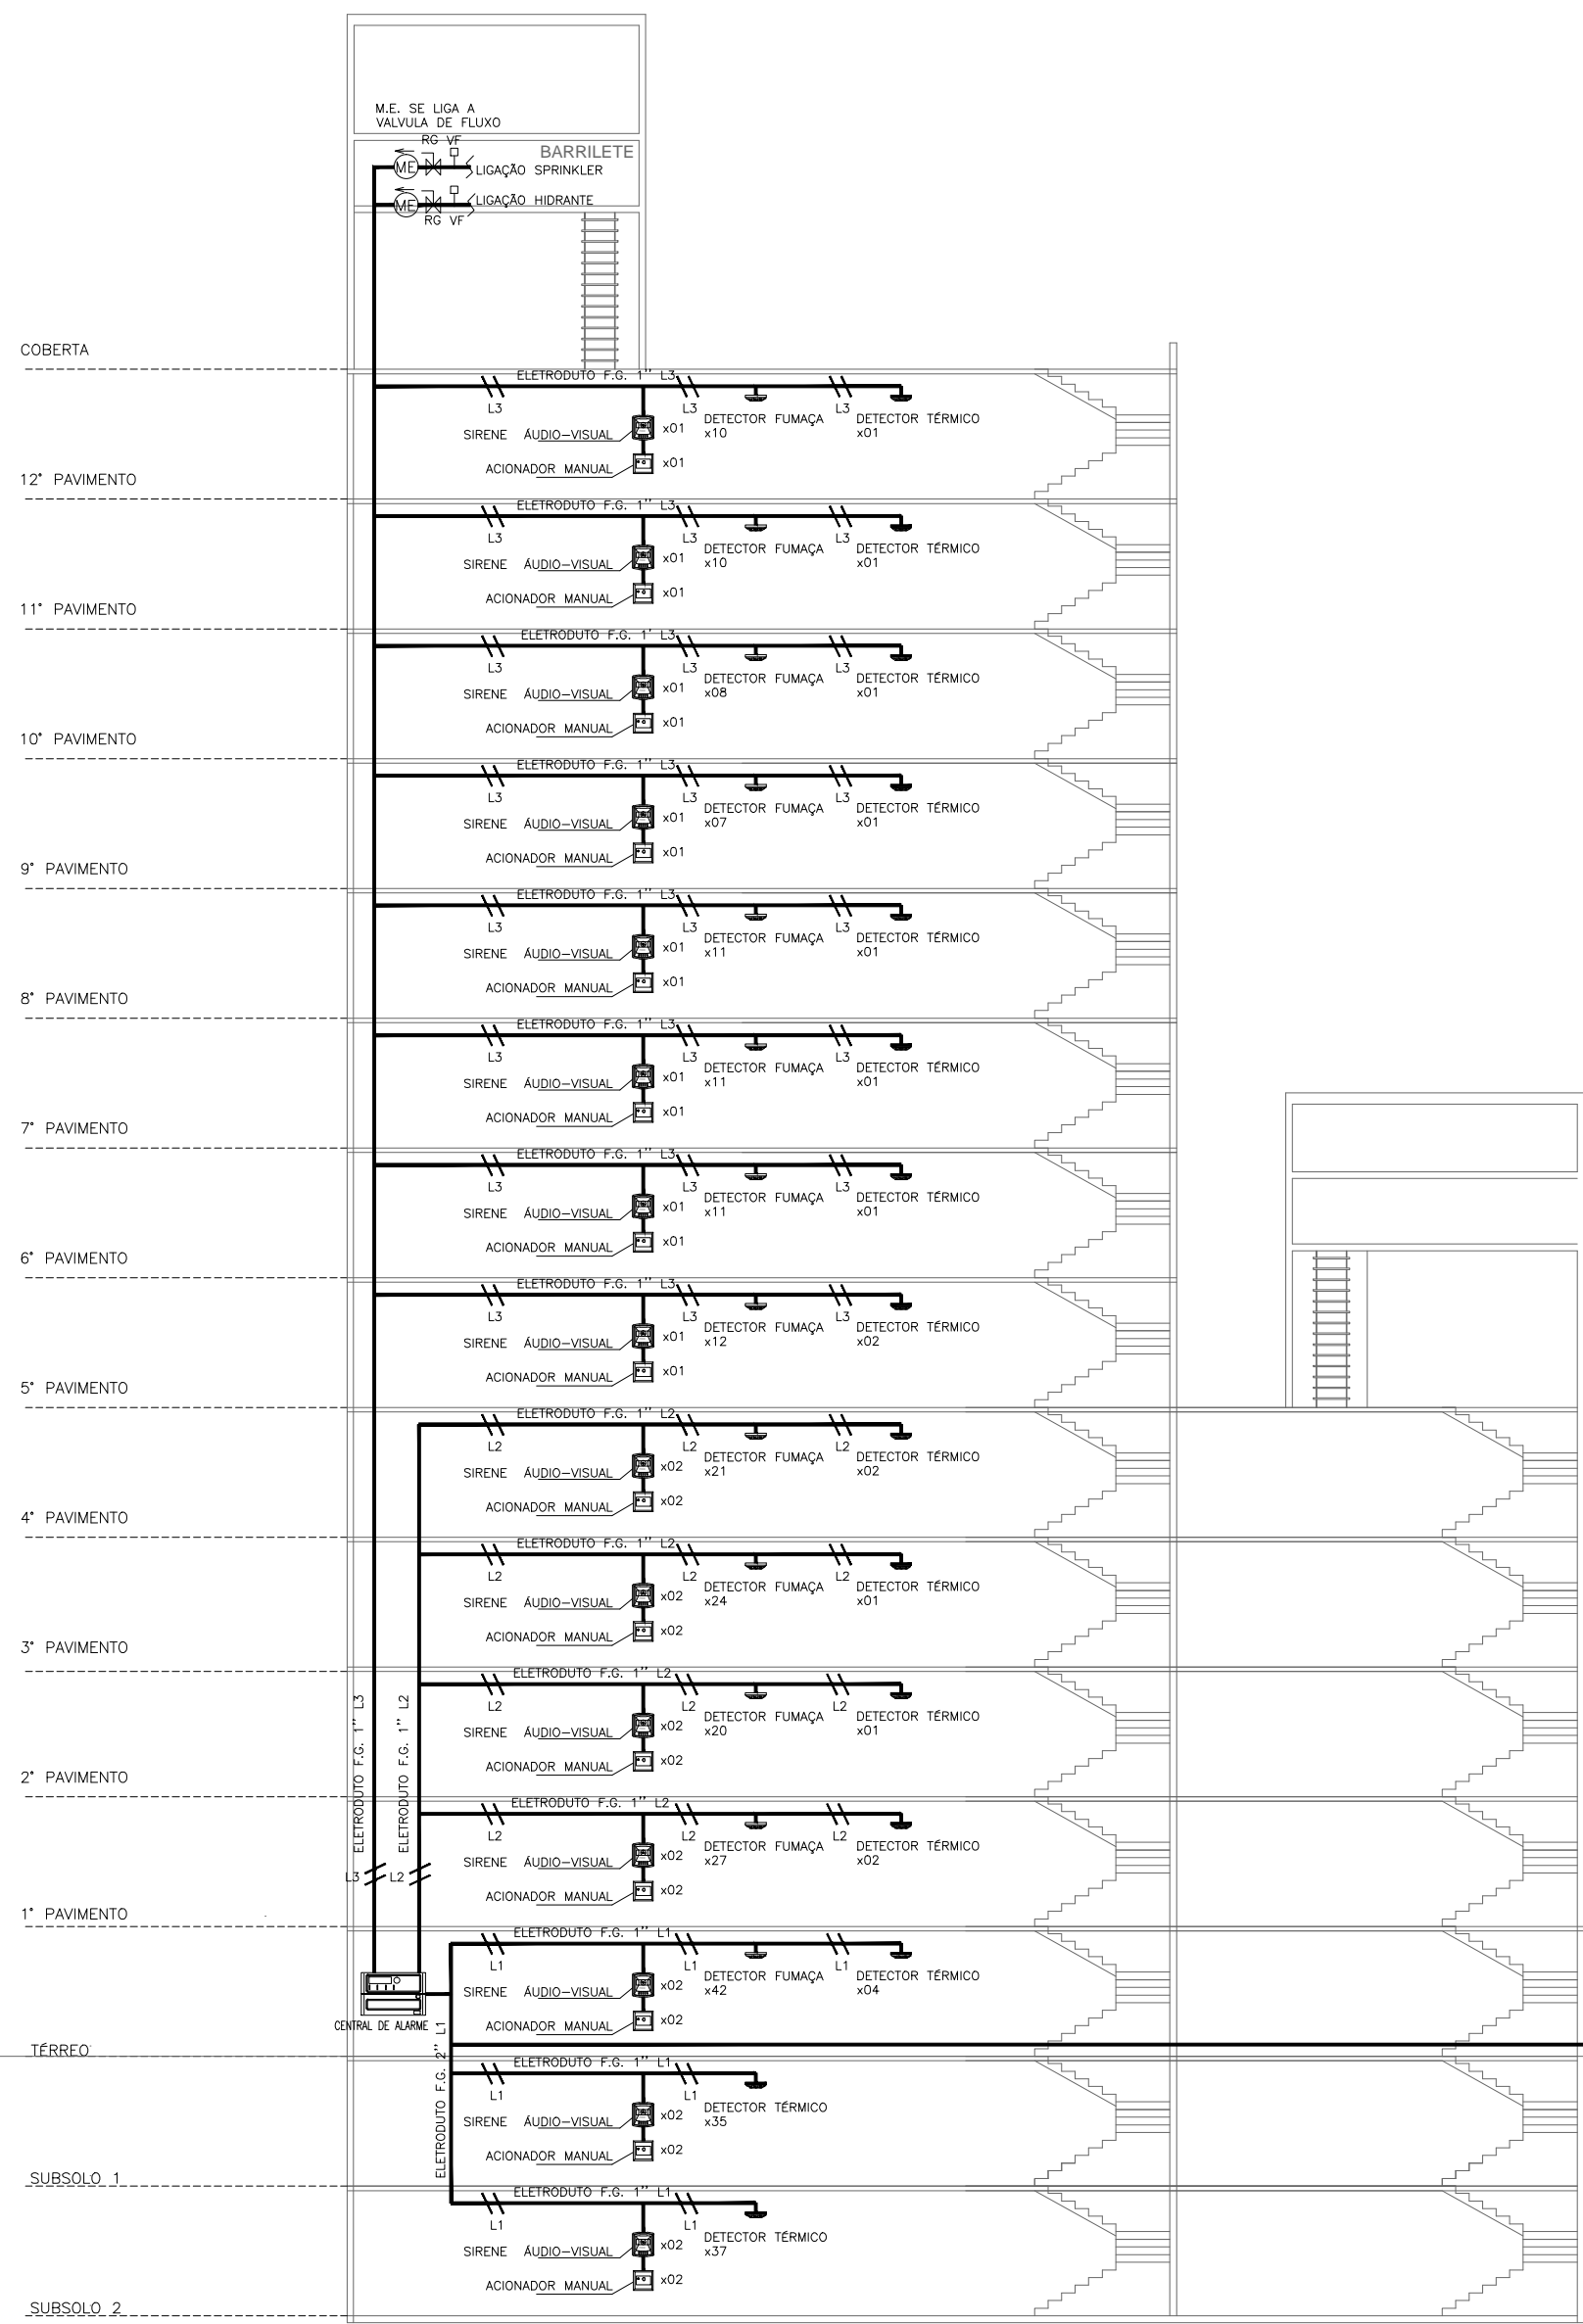 M.E. SE LIGA A
VALVULA DE FLUXO
RG VF
BARRILETE
ME
LIGAÇÃO SPRINKLER
LIGAÇÃO HIDRANTE
ME
RG VF
COBERTA
ELETRODUTO F.G. 1'' L3
L3
L3
L3
DETECTOR FUMAÇA
x10
DETECTOR TÉRMICO
x01
SIRENE ÁUDIO-VISUAL
x01
ACIONADOR MANUAL
x01
12° PAVIMENTO
ELETRODUTO F.G. 1'' L3
L3
L3
L3
DETECTOR FUMAÇA
x10
DETECTOR TÉRMICO
x01
SIRENE ÁUDIO-VISUAL
x01
ACIONADOR MANUAL
x01
11° PAVIMENTO
ELETRODUTO F.G. 1' L3
L3
L3
L3
DETECTOR FUMAÇA
x08
DETECTOR TÉRMICO
x01
SIRENE ÁUDIO-VISUAL
x01
ACIONADOR MANUAL
x01
10° PAVIMENTO
ELETRODUTO F.G. 1'' L3
L3
L3
L3
DETECTOR FUMAÇA
x07
DETECTOR TÉRMICO
x01
SIRENE ÁUDIO-VISUAL
x01
ACIONADOR MANUAL
x01
9° PAVIMENTO
ELETRODUTO F.G. 1'' L3
L3
L3
L3
DETECTOR FUMAÇA
x11
DETECTOR TÉRMICO
x01
SIRENE ÁUDIO-VISUAL
x01
ACIONADOR MANUAL
x01
8° PAVIMENTO
ELETRODUTO F.G. 1'' L3
L3
L3
L3
DETECTOR FUMAÇA
x11
DETECTOR TÉRMICO
x01
SIRENE ÁUDIO-VISUAL
x01
ACIONADOR MANUAL
x01
7° PAVIMENTO
ELETRODUTO F.G. 1'' L3
L3
L3
L3
DETECTOR FUMAÇA
x11
DETECTOR TÉRMICO
x01
SIRENE ÁUDIO-VISUAL
x01
ACIONADOR MANUAL
x01
6° PAVIMENTO
ELETRODUTO F.G. 1'' L3
L3
L3
L3
DETECTOR FUMAÇA
x12
DETECTOR TÉRMICO
x02
SIRENE ÁUDIO-VISUAL
x01
ACIONADOR MANUAL
x01
5° PAVIMENTO
ELETRODUTO F.G. 1'' L2
L2
L2
L2
DETECTOR FUMAÇA
x21
DETECTOR TÉRMICO
x02
SIRENE ÁUDIO-VISUAL
x02
ACIONADOR MANUAL
x02
4° PAVIMENTO
ELETRODUTO F.G. 1'' L2
L2
L2
L2
DETECTOR FUMAÇA
x24
DETECTOR TÉRMICO
x01
SIRENE ÁUDIO-VISUAL
x02
ACIONADOR MANUAL
x02
3° PAVIMENTO
ELETRODUTO F.G. 1'' L2
L2
L2
L2
DETECTOR FUMAÇA
x20
DETECTOR TÉRMICO
x01
SIRENE ÁUDIO-VISUAL
x02
ACIONADOR MANUAL
x02
ELETRODUTO F.G. 1'' L3
ELETRODUTO F.G. 1'' L2
2° PAVIMENTO
ELETRODUTO F.G. 1'' L2
L2
L2
L2
DETECTOR FUMAÇA
x27
DETECTOR TÉRMICO
x02
SIRENE ÁUDIO-VISUAL
x02
ACIONADOR MANUAL
x02
L3
L2
1° PAVIMENTO
ELETRODUTO F.G. 1'' L1
L1
L1
L1
DETECTOR FUMAÇA
x42
DETECTOR TÉRMICO
x04
SIRENE ÁUDIO-VISUAL
x02
ACIONADOR MANUAL
x02
CENTRAL DE ALARME
ELETRODUTO F.G. 2'' L1
TÉRREO
ELETRODUTO F.G. 1'' L1
L1
L1
DETECTOR TÉRMICO
x35
SIRENE ÁUDIO-VISUAL
x02
ACIONADOR MANUAL
x02
SUBSOLO 1
ELETRODUTO F.G. 1'' L1
L1
L1
DETECTOR TÉRMICO
x37
SIRENE ÁUDIO-VISUAL
x02
ACIONADOR MANUAL
x02
SUBSOLO 2